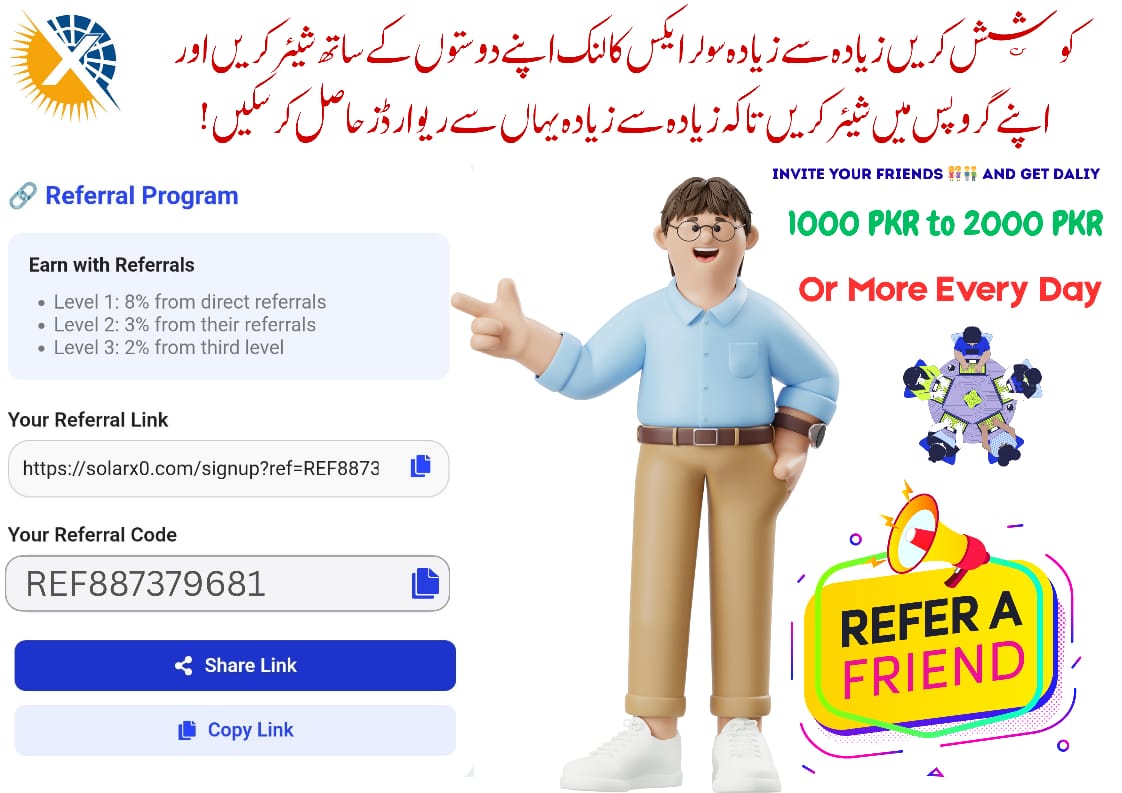 کوشش کریں زیادہ سے زیادہ سولر ایکس کا لنک اپنے دوستوں کے ساتھ شیئر کریں اور
اپنے گروپس میں شیئر کریں تاکہ زیادہ سے زیادہ یہاں سے ریوارڈز حاصل کر سکیں!
Referral Program
Earn with Referrals
• Level 1: 8% from direct referrals
• Level 2: 3% from their referrals
• Level 3: 2% from third level
Your Referral Link
https://solarx0.com/signup?ref=REF8873
Your Referral Code
REF887379681
Share Link
Copy Link
INVITE YOUR FRIENDS 👫👬 AND GET DALIY
1000 PKR to 2000 PKR
Or More Every Day
REFER A
FRIEND